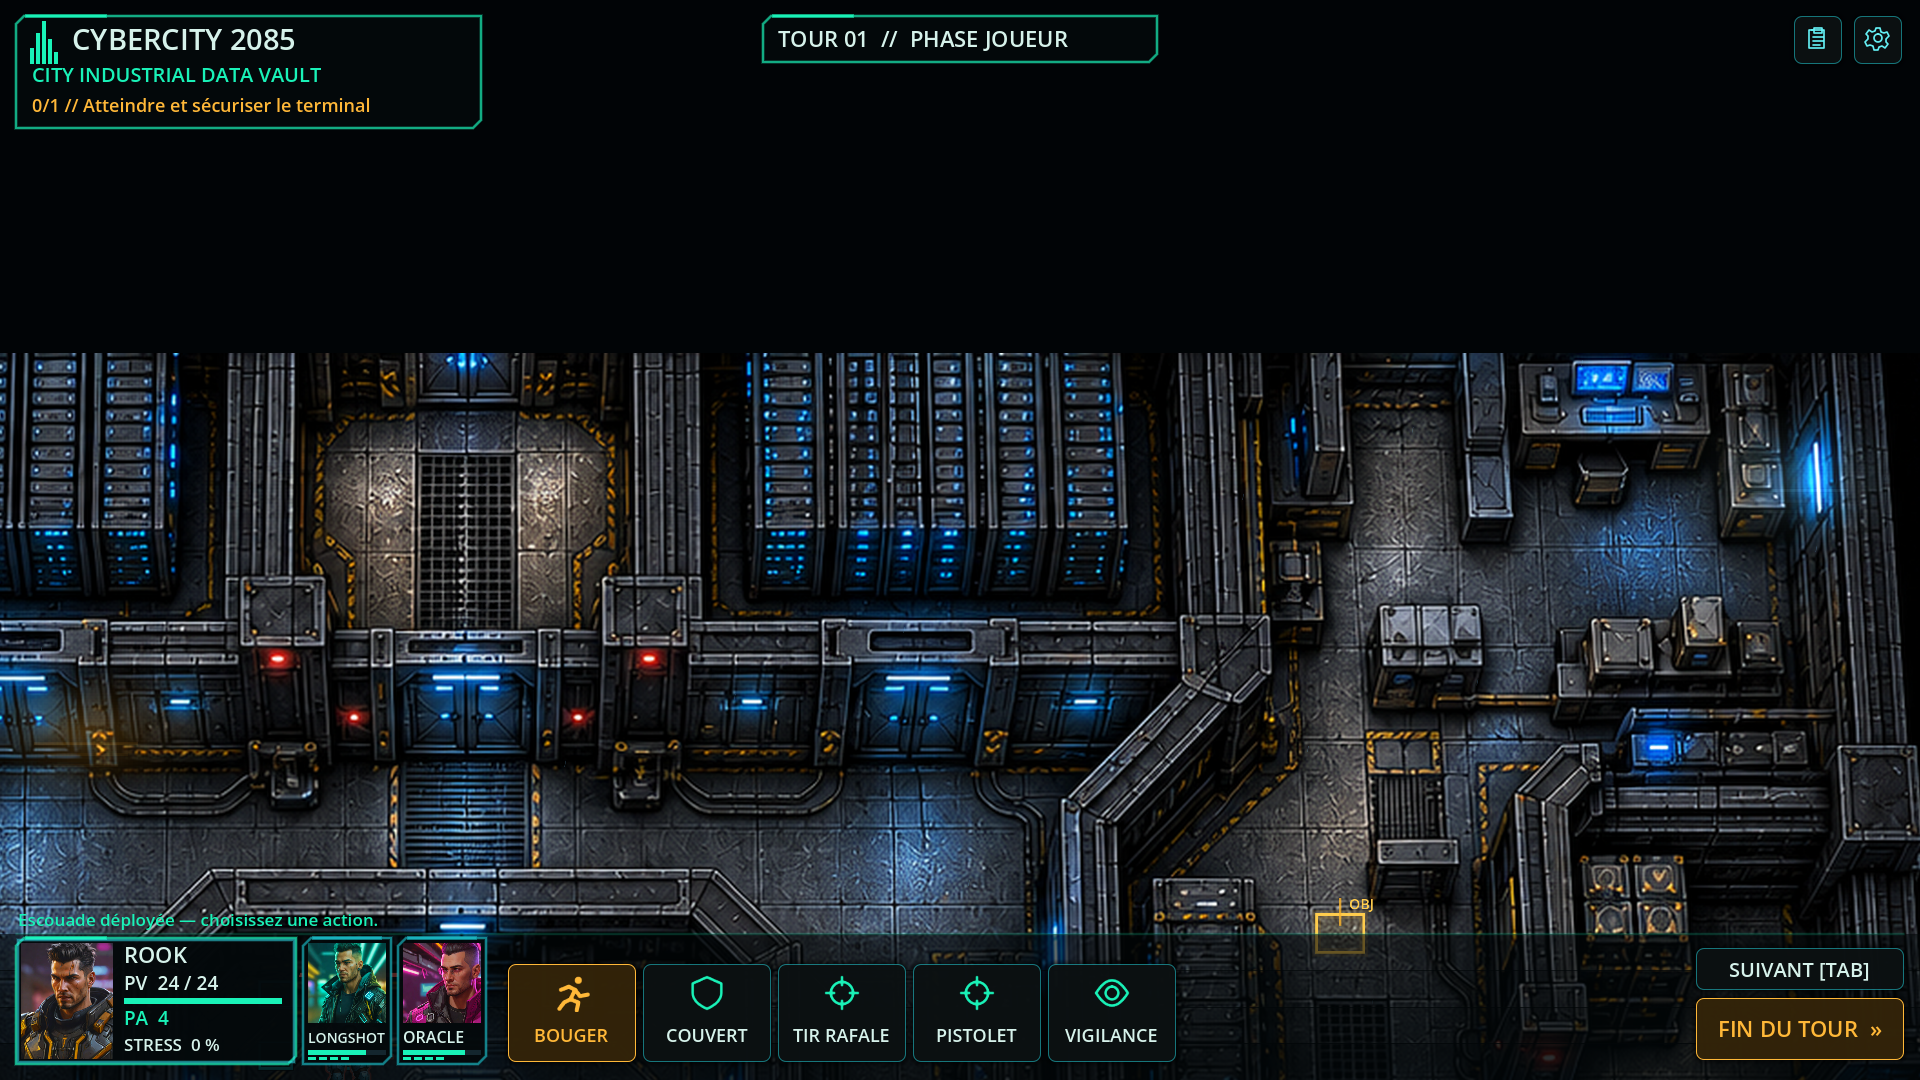 CYBERCITY 2085
CITY INDUSTRIAL DATA VAULT
0/1 // Atteindre et sécuriser le terminal
TOUR 01 // PHASE JOUEUR
OBJ
Escouade déployée — choisissez une action.
ROOK
PV 24 / 24
PA 4
STRESS 0 %
LONGSHOT
ORACLE
BOUGER
COUVERT
TIR RAFALE
PISTOLET
VIGILANCE
SUIVANT [TAB]
FIN DU TOUR »